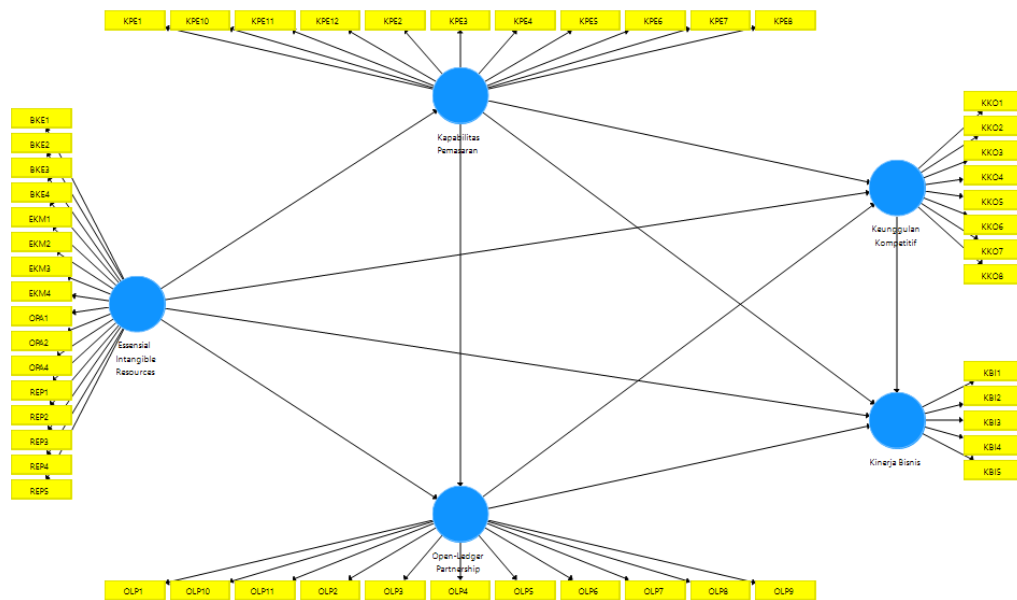 KPE1 KPE10 KPE11 KPE12 KPE2 KPE3 KPE4 KPE5 KPE6 KPE7 KPE8
Kapabilitas
Pemasaran
BKE1
BKE2
BKE3
BKE4
EKM1
EKM2
EKM3
EKM4
OPA1
OPA2
OPA4
REP1
REP2
REP3
REP4
REP5
Essensial
Intangible
Resources
KKO1
KKO2
KKO3
KKO4
KKO5
KKO6
KKO7
KKO8
Keunggulan
Kompetitif
KBI1
KBI2
KBI3
KBI4
KBI5
Kinerja Bisnis
Open-Ledger
Partnership
OLP1 OLP10 OLP11 OLP2 OLP3 OLP4 OLP5 OLP6 OLP7 OLP8 OLP9